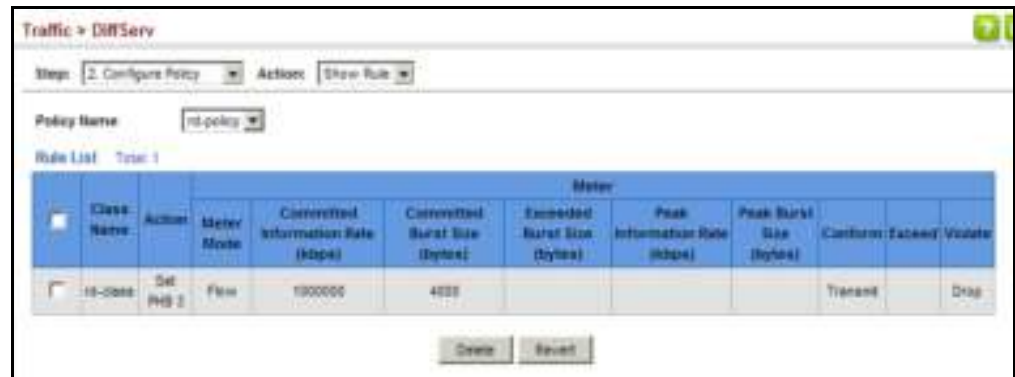 Traffic > DiffServ
Step: 2. Configure Policy Action: Show Rule
Policy Name rd-policy
Rule List Total: 1
Meter
Class Name Action Meter Mode Committed Information Rate (kbps) Committed Burst Size (bytes) Exceeded Burst Size (bytes) Peak Information Rate (kbps) Peak Burst Size (bytes) Conform Exceed Violate
rd-class Set PHB 3 Flow 1000000 4000 Transmit Drop
Delete Revert